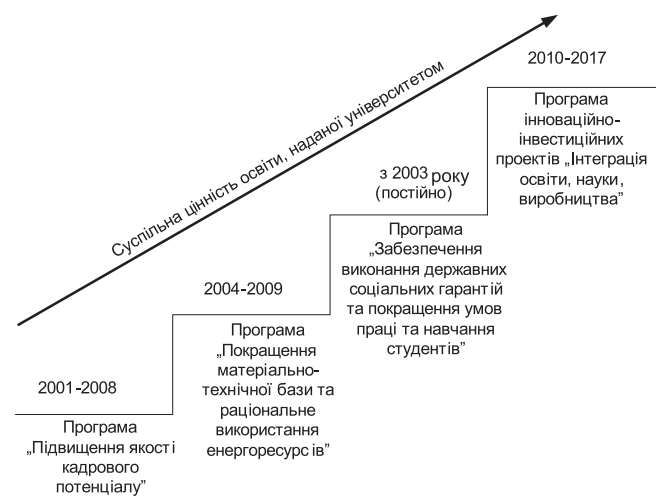 2010-2017
Програма
інноваційно-
інвестиційних
проектів „Інтеграція
освіти, науки,
виробництва”
Суспільна цінність освіти, наданої університетом
з 2003 року
(постійно)
Програма
„Забезпечення
виконання державних
соціальних гарантій
та покращення умов
праці та навчання
студентів”
2004-2009
Програма
„Покращення
матеріально-
технічної бази та
раціональне
використання
енергоресурсів”
2001-2008
Програма
„Підвищення якості
кадрового
потенціалу”